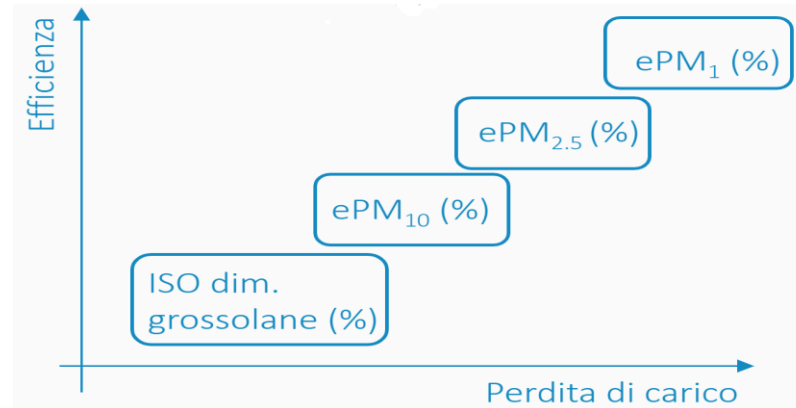 Efficienza
ePM₁ (%)
ePM₂.₅ (%)
ePM₁₀ (%)
ISO dim.
grossolane (%)
Perdita di carico